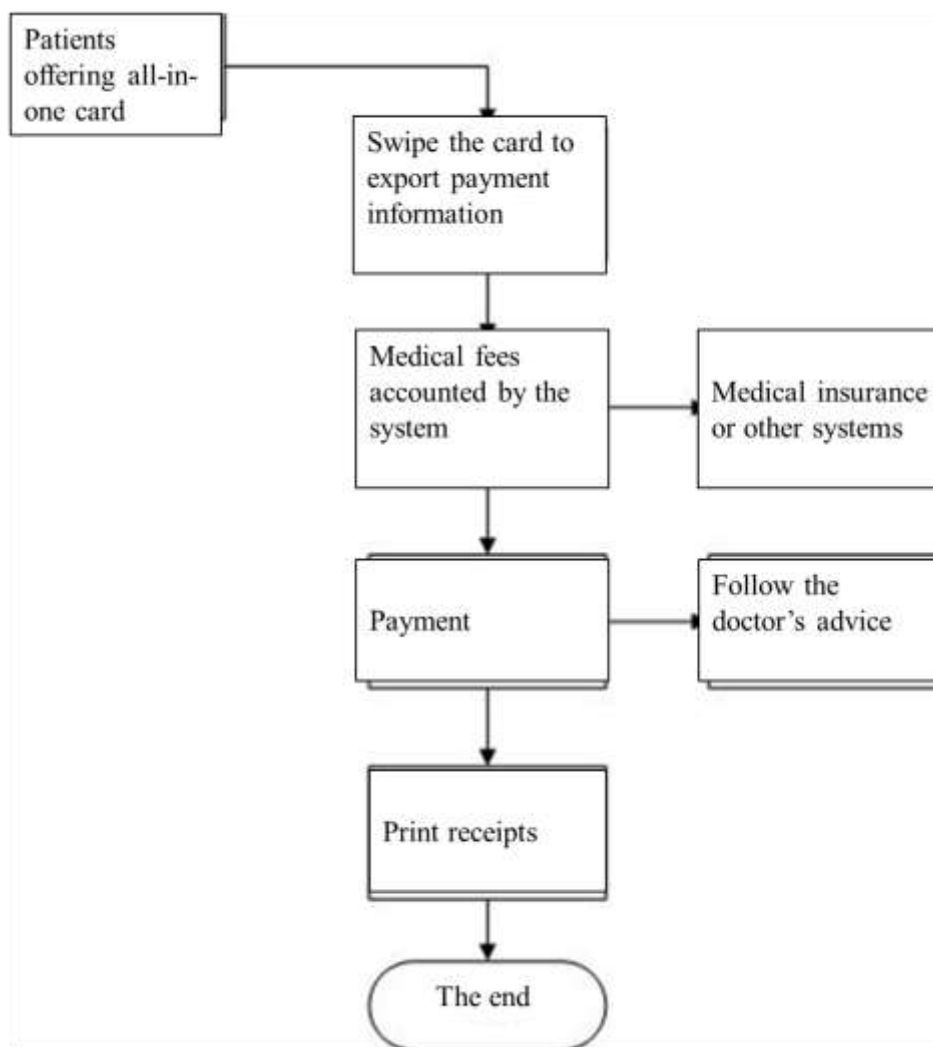 Patients
offering all-in-
one card
Swipe the card to
export payment
information
Medical fees
accounted by the
system
Medical insurance
or other systems
Payment
Follow the
doctor’s advice
Print receipts
The end